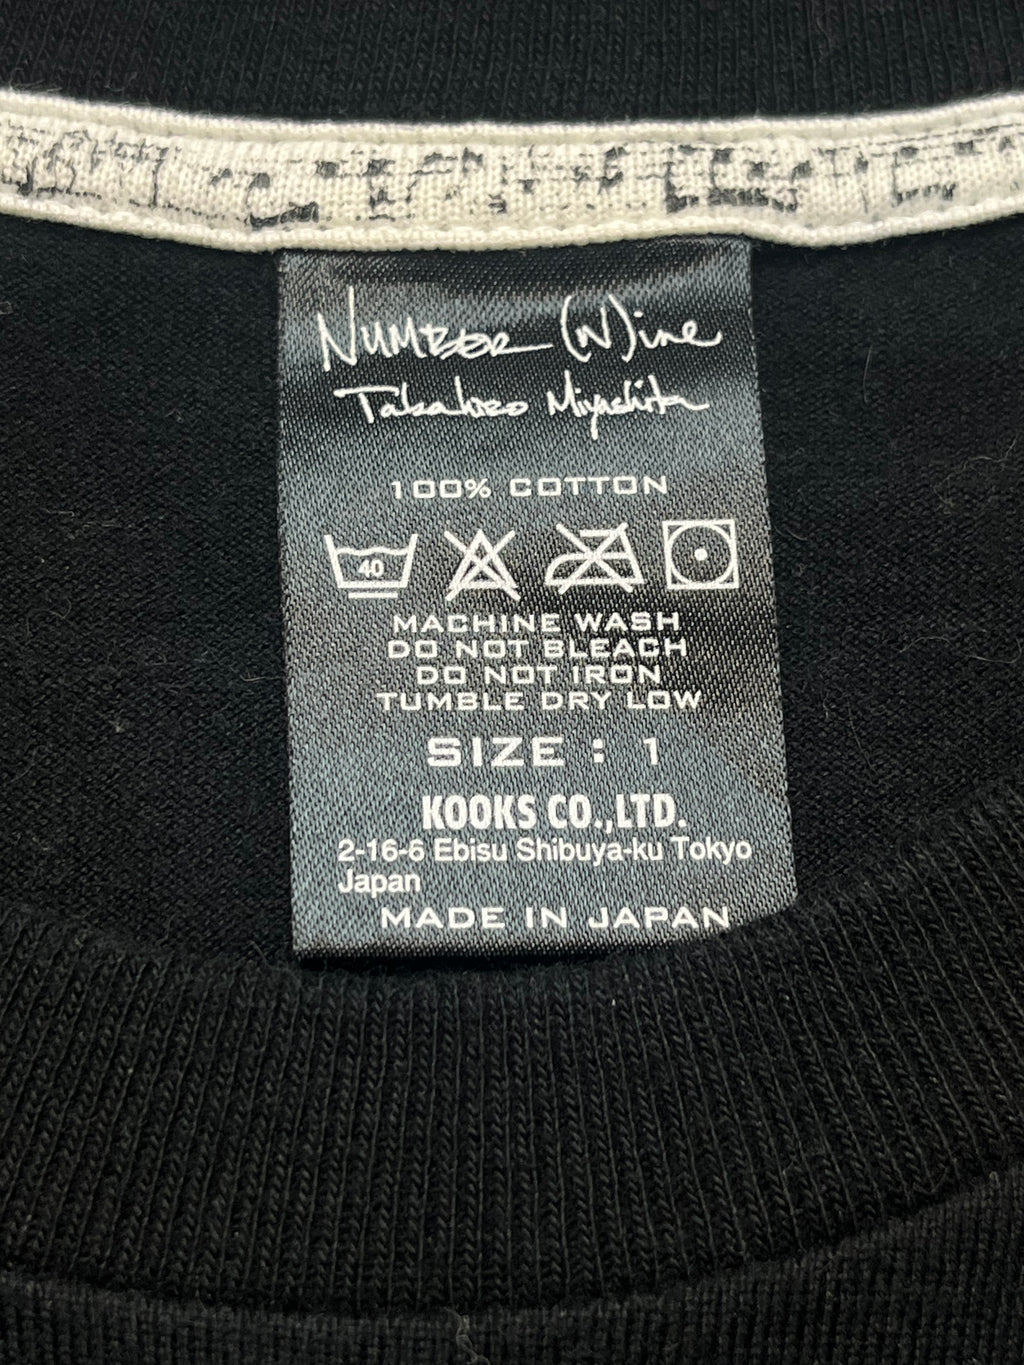 NUMBER (N)ine
Takahiro Miyashita
100% COTTON
40
MACHINE WASH
DO NOT BLEACH
DO NOT IRON
TUMBLE DRY LOW
SIZE : 1
KOOKS CO.,LTD.
2-16-6 Ebisu Shibuya-ku Tokyo
Japan
MADE IN JAPAN